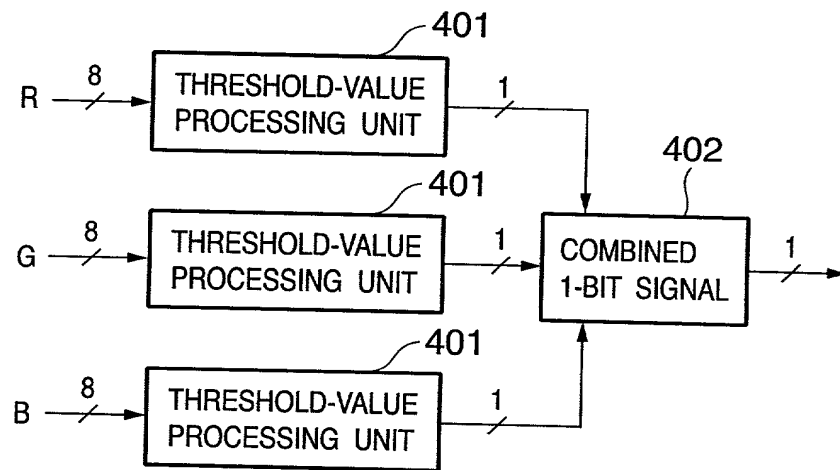 401
R
8
THRESHOLD-VALUE
PROCESSING UNIT
1
402
401
G
8
THRESHOLD-VALUE
PROCESSING UNIT
1
COMBINED
1-BIT SIGNAL
1
401
B
8
THRESHOLD-VALUE
PROCESSING UNIT
1